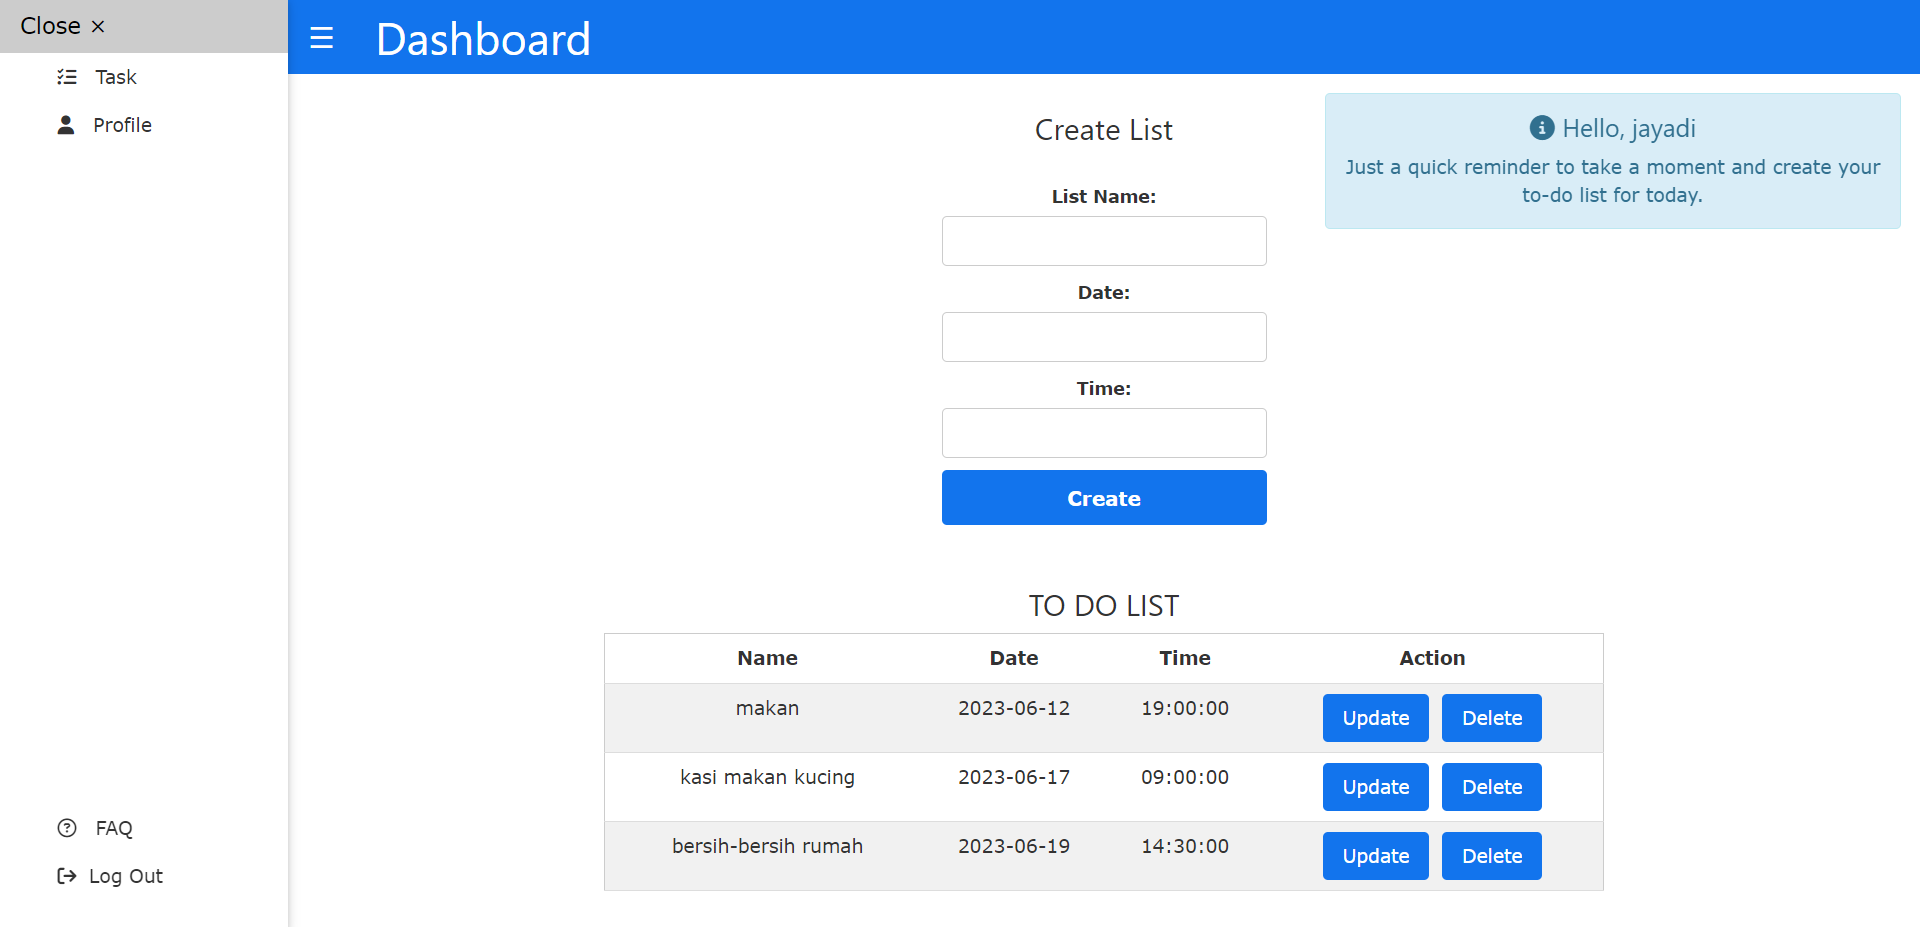 Close ×
Task
Profile
FAQ
Log Out
☰ Dashboard
Create List
List Name:
Date:
Time:
Create
Hello, jayadi
Just a quick reminder to take a moment and create your
to-do list for today.
TO DO LIST
Name Date Time Action
makan 2023-06-12 19:00:00 Update Delete
kasi makan kucing 2023-06-17 09:00:00 Update Delete
bersih-bersih rumah 2023-06-19 14:30:00 Update Delete